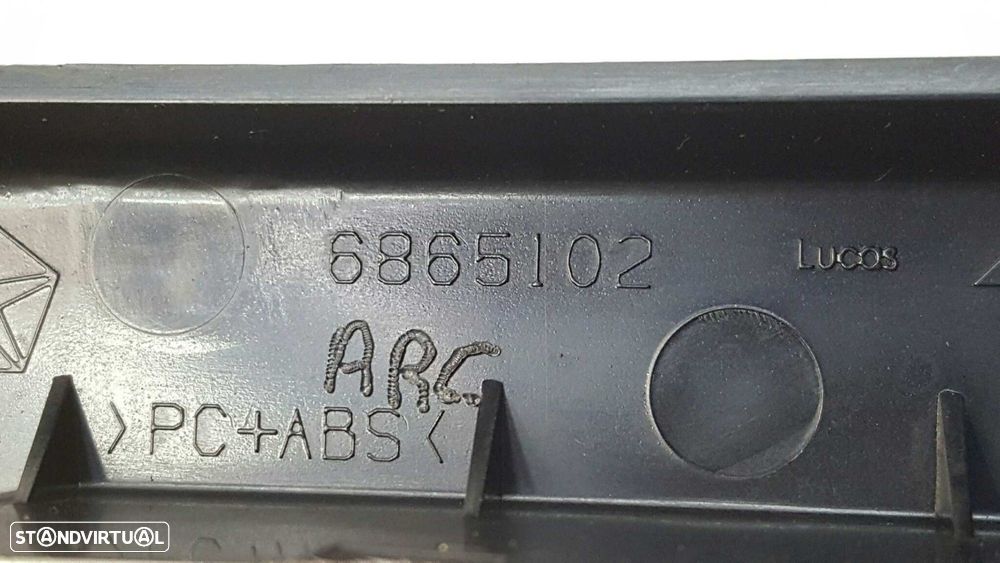 6865102 Lucas
ARC
>PC+ABS<
STANDVIRTUAL